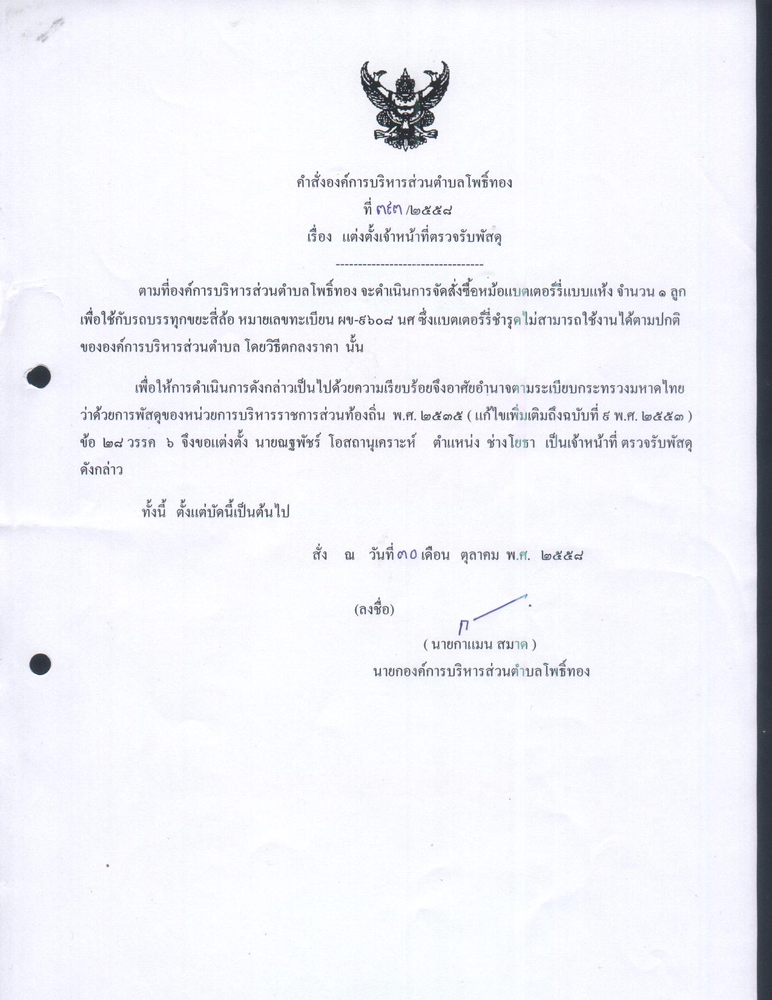 คำสั่งองค์การบริหารส่วนตำบลโพธิ์ทอง
ที่ ๓๙๓ /๒๕๕๘
เรื่อง แต่งตั้งเจ้าหน้าที่ตรวจรับพัสดุ
---------------------------------
ตามที่องค์การบริหารส่วนตำบลโพธิ์ทอง จะดำเนินการจัดสั่งซื้อหม้อแบตเตอร์รี่แบบแห้ง จำนวน ๑ ลูก
เพื่อใช้กับรถบรรทุกขยะสี่ล้อ หมายเลขทะเบียน ผข-๙๖๐๘ นศ ซึ่งแบตเตอร์รี่ชำรุดไม่สามารถใช้งานได้ตามปกติ
ขององค์การบริหารส่วนตำบล โดยวิธีตกลงราคา นั้น
เพื่อให้การดำเนินการดังกล่าวเป็นไปด้วยความเรียบร้อยจึงอาศัยอำนาจตามระเบียบกระทรวงมหาดไทย
ว่าด้วยการพัสดุของหน่วยการบริหารราชการส่วนท้องถิ่น พ.ศ. ๒๕๓๕ ( แก้ไขเพิ่มเติมถึงฉบับที่ ๙ พ.ศ. ๒๕๕๓ )
ข้อ ๒๘ วรรค ๖ จึงขอแต่งตั้ง นายณฐพัชร์ โอสถานุเคราะห์ ตำแหน่ง ช่างโยธา เป็นเจ้าหน้าที่ ตรวจรับพัสดุ
ดังกล่าว
ทั้งนี้ ตั้งแต่บัดนี้เป็นต้นไป
สั่ง ณ วันที่ ๓๐ เดือน ตุลาคม พ.ศ. ๒๕๕๘
(ลงชื่อ)
( นายกาแมน สมาด )
นายกองค์การบริหารส่วนตำบลโพธิ์ทอง